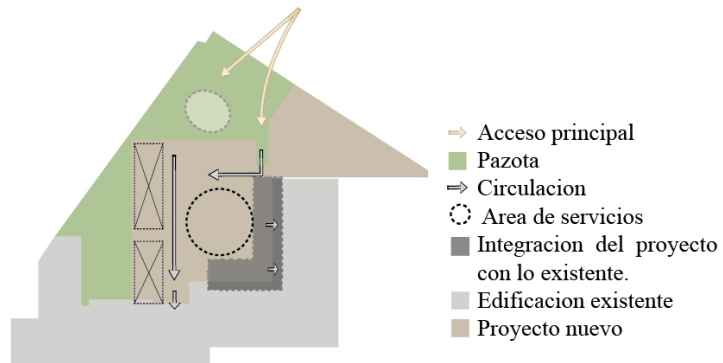 Acceso principal
Pazota
Circulacion
Area de servicios
Integracion del proyecto
con lo existente.
Edificacion existente
Proyecto nuevo